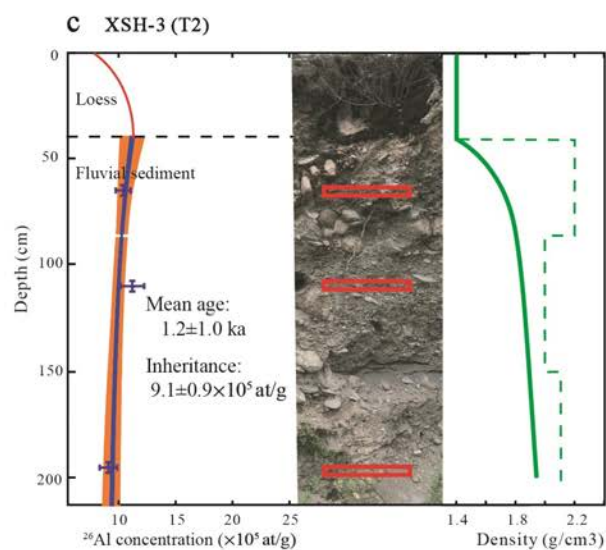 c XSH-3 (T2)
0
50
100
150
200
Depth (cm)
Loess
Fluvial sediment
Mean age:
1.2±1.0 ka
Inheritance:
9.1±0.9×10⁵ at/g
10 15 20 25
²⁶Al concentration (×10⁵ at/g)
1.4 1.8 2.2
Density (g/cm3)